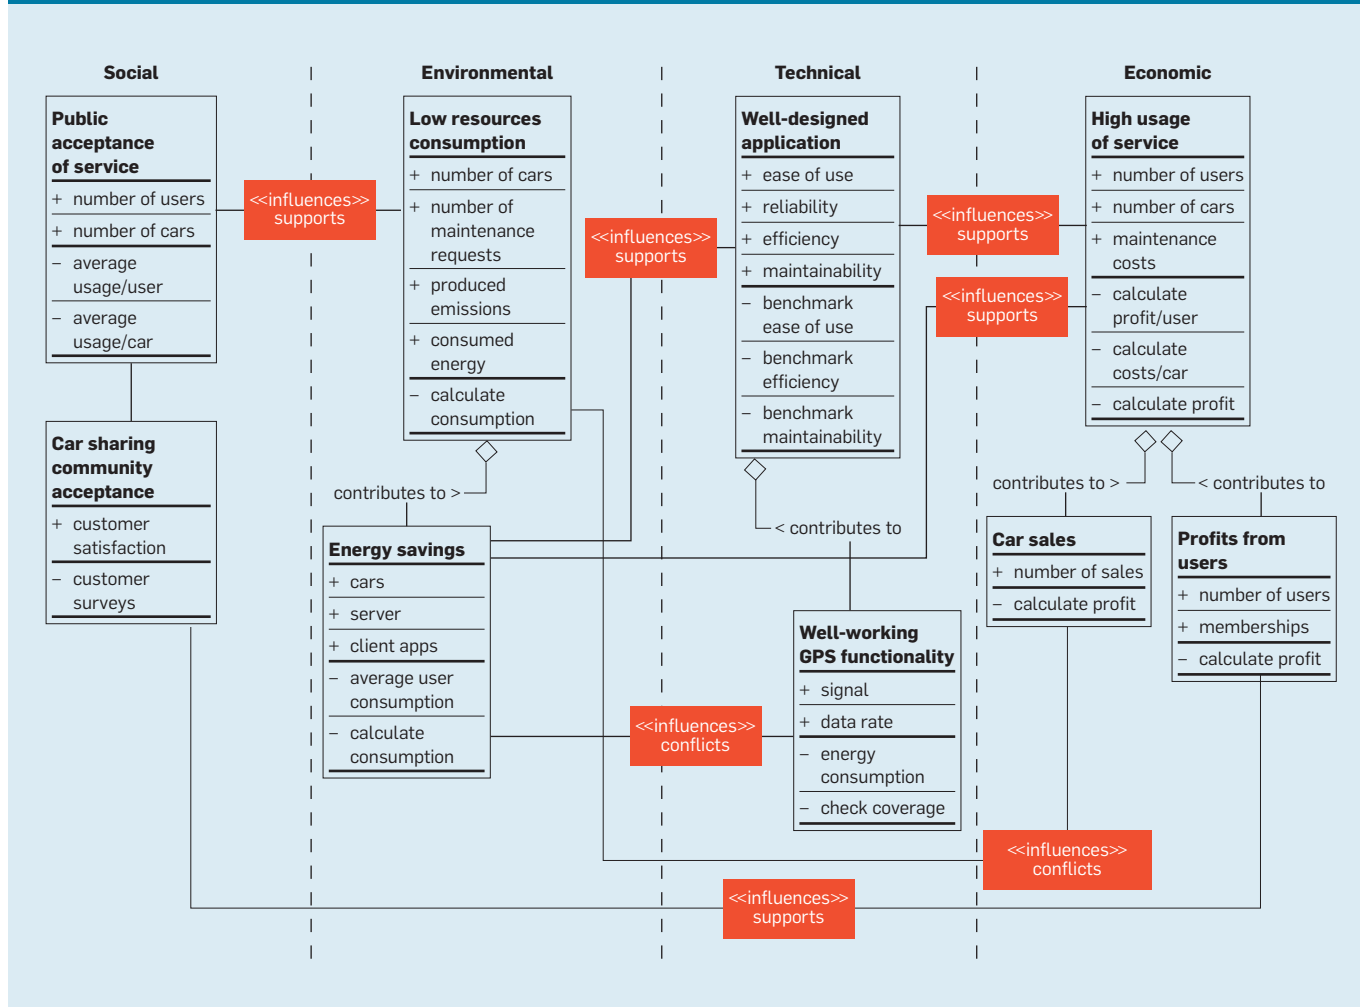 Social
Environmental
Technical
Economic
Public
acceptance
of service
+ number of users
+ number of cars
– average
usage/user
– average
usage/car
Car sharing
community
acceptance
+ customer
satisfaction
– customer
surveys
<<influences>>
supports
Low resources
consumption
+ number of cars
+ number of
maintenance
requests
+ produced
emissions
+ consumed
energy
– calculate
consumption
contributes to >
Energy savings
+ cars
+ server
+ client apps
– average user
consumption
– calculate
consumption
<<influences>>
supports
<<influences>>
conflicts
Well-designed
application
+ ease of use
+ reliability
+ efficiency
+ maintainability
– benchmark
ease of use
– benchmark
efficiency
– benchmark
maintainability
< contributes to
Well-working
GPS functionality
+ signal
+ data rate
– energy
consumption
– check coverage
<<influences>>
supports
<<influences>>
supports
High usage
of service
+ number of users
+ number of cars
+ maintenance
costs
– calculate
profit/user
– calculate
costs/car
– calculate profit
contributes to >
< contributes to
Car sales
+ number of sales
– calculate profit
Profits from
users
+ number of users
+ memberships
– calculate profit
<<influences>>
conflicts
<<influences>>
supports